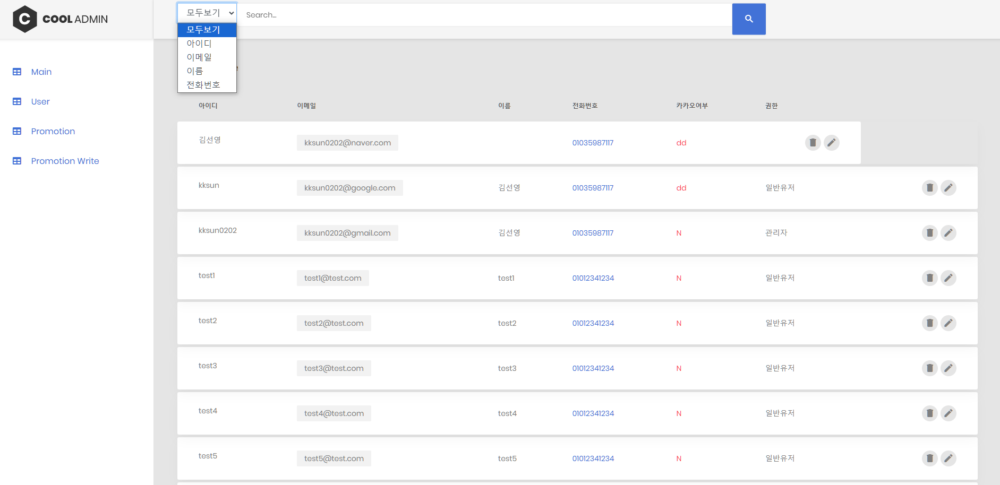 C COOL ADMIN
모두보기
Search...
모두보기
아이디
이메일
이름
전화번호
Main
User
Promotion
Promotion Write
아이디 이메일 이름 전화번호 카카오여부 권한
김선영 kksun0202@naver.com 01035987117 dd
kksun kksun0202@google.com 김선영 01035987117 dd 일반유저
kksun0202 kksun0202@gmail.com 김선영 01035987117 N 관리자
test1 test1@test.com test1 01012341234 N 일반유저
test2 test2@test.com test2 01012341234 N 일반유저
test3 test3@test.com test3 01012341234 N 일반유저
test4 test4@test.com test4 01012341234 N 일반유저
test5 test5@test.com test5 01012341234 N 일반유저